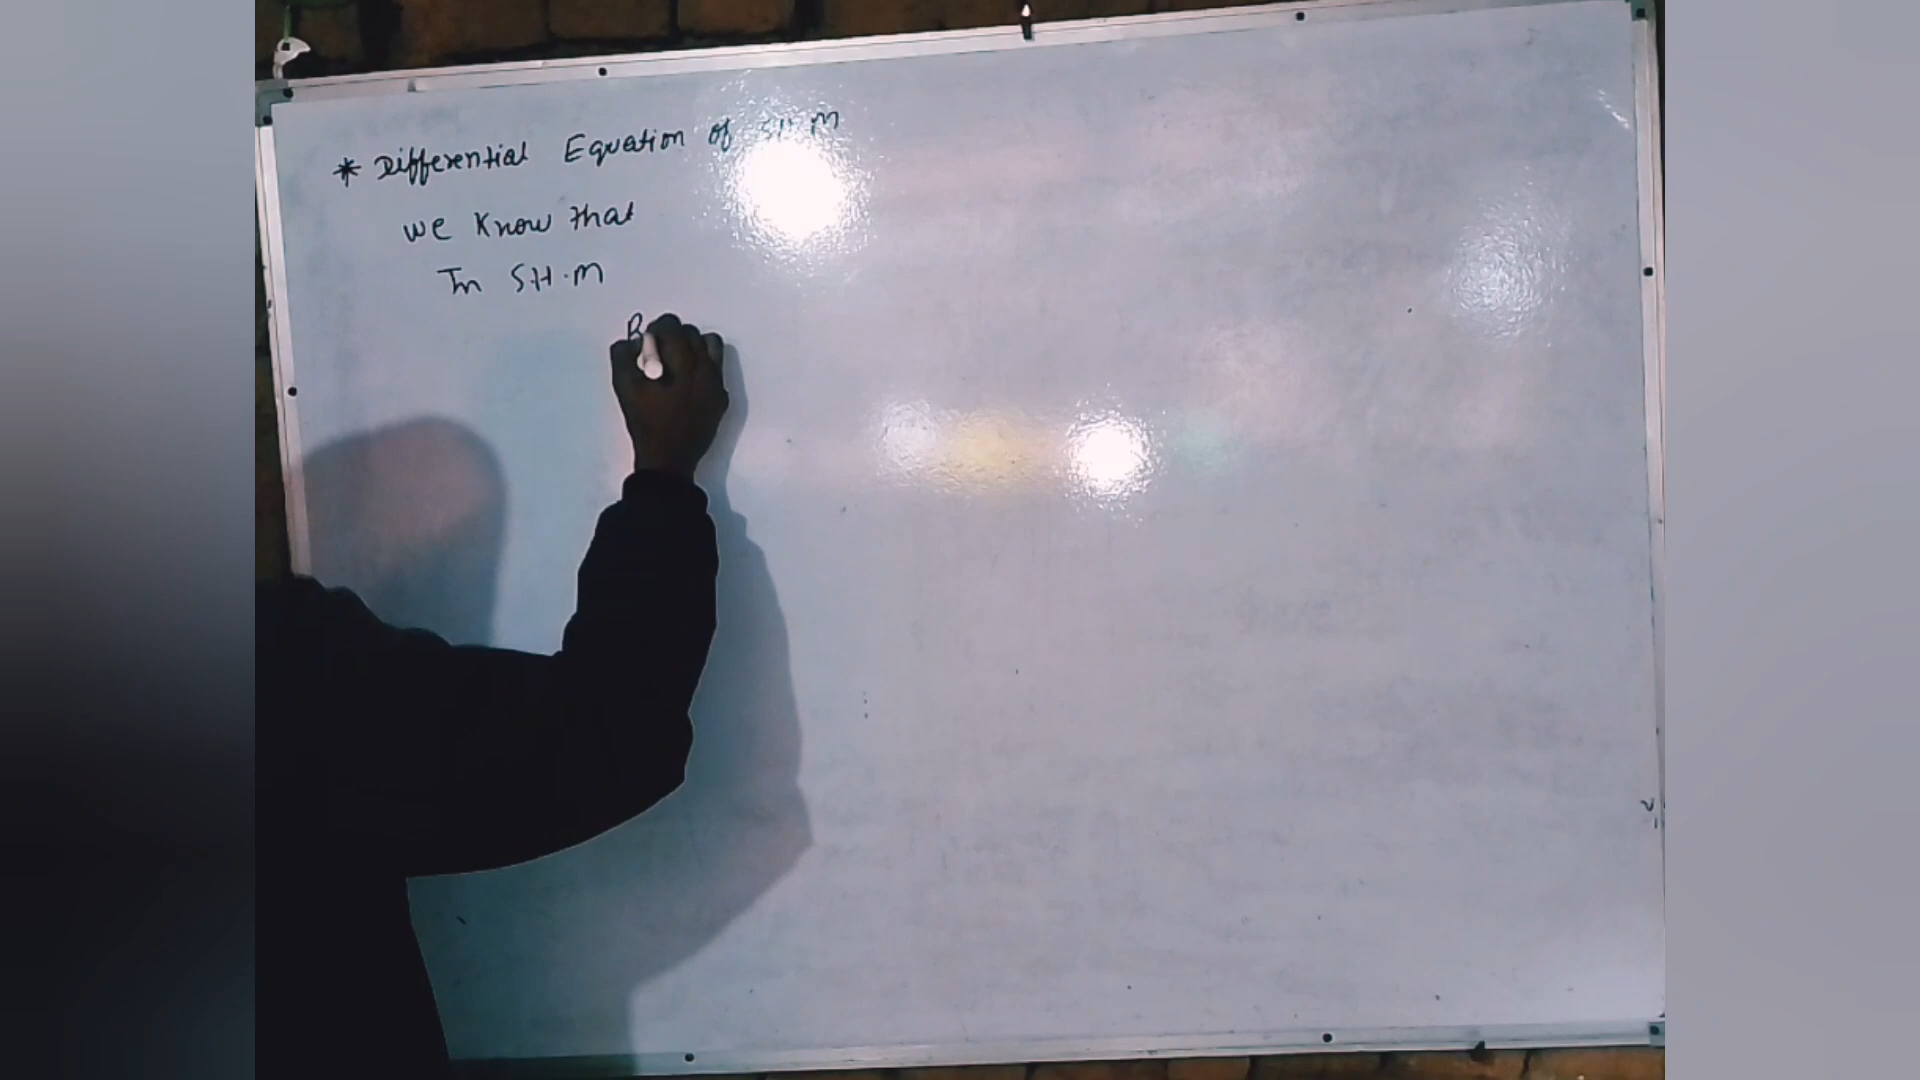 * Differential Equation of S.H.M
We Know that
In S.H.M